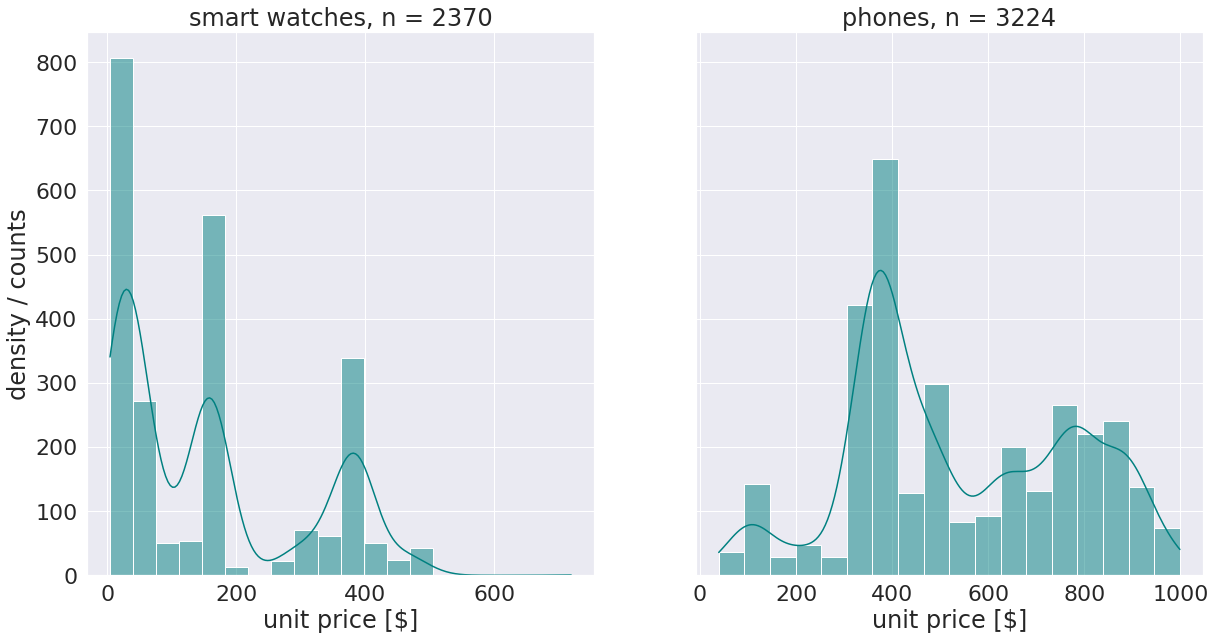 smart watches, n = 2370
density / counts
800
700
600
500
400
300
200
100
0
0 200 400 600
unit price [$]
phones, n = 3224
0 200 400 600 800 1000
unit price [$]